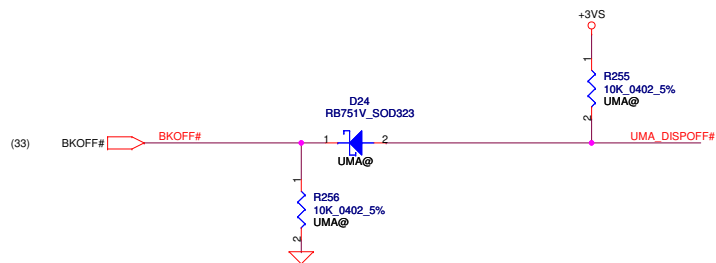 +3VS
1
R255
10K_0402_5%
UMA@
2
D24
RB751V_SOD323
(33)
BKOFF#
BKOFF#
1
2
UMA@
UMA_DISPOFF#
1
R256
10K_0402_5%
UMA@
2